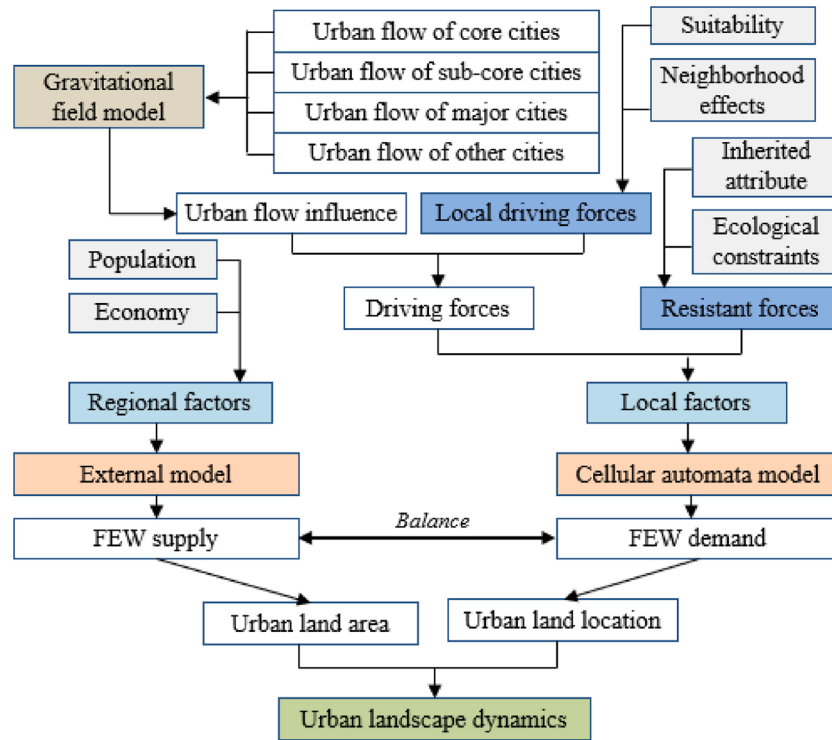 Urban flow of core cities
Urban flow of sub-core cities
Urban flow of major cities
Urban flow of other cities
Gravitational
field model
Suitability
Neighborhood
effects
Inherited
attribute
Ecological
constraints
Urban flow influence
Local driving forces
Population
Economy
Driving forces
Resistant forces
Regional factors
Local factors
External model
Cellular automata model
FEW supply
Balance
FEW demand
Urban land area
Urban land location
Urban landscape dynamics